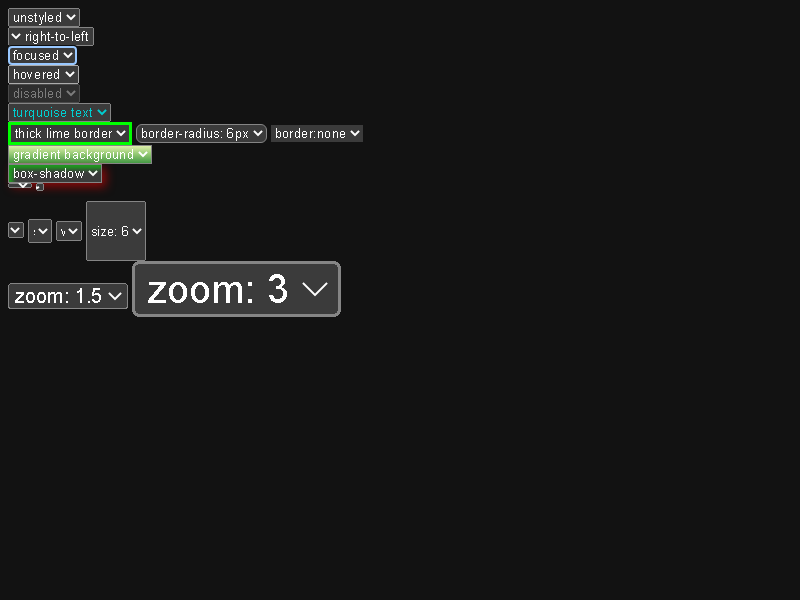 unstyled
right-to-left
focused
hovered
disabled
turquoise text
thick lime border border-radius: 6px border:none
gradient background
box-shadow
size: 6
zoom: 1.5 zoom: 3